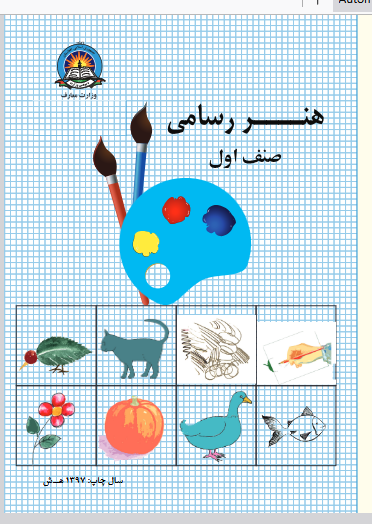 وزارت معارف
هنـــــر رسامی
صنف اول
سال چاپ: ۱۳۹۷ هـ.ش